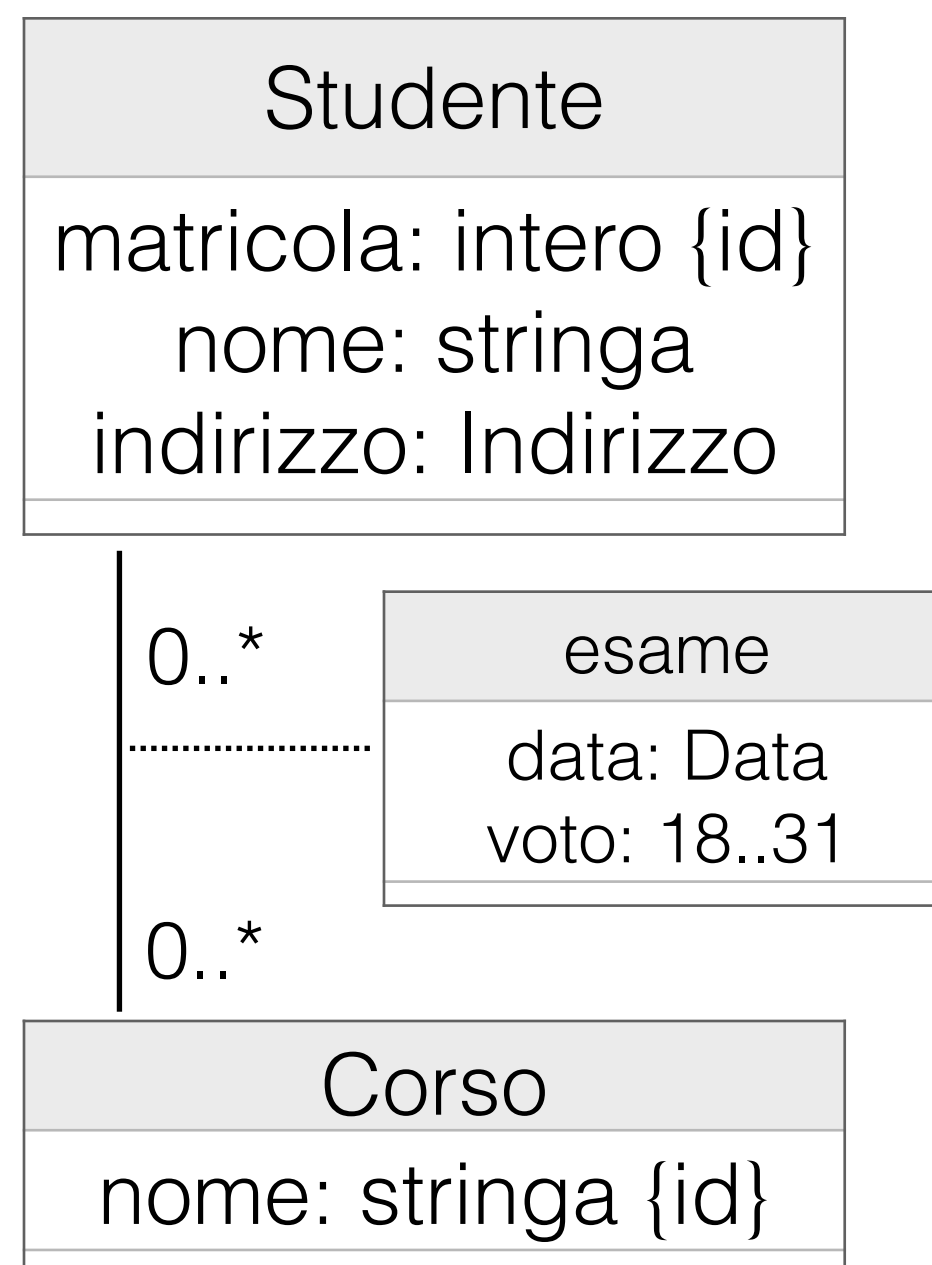 Studente
matricola: intero {id}
nome: stringa
indirizzo: Indirizzo
0..*
esame
data: Data
voto: 18..31
0..*
Corso
nome: stringa {id}